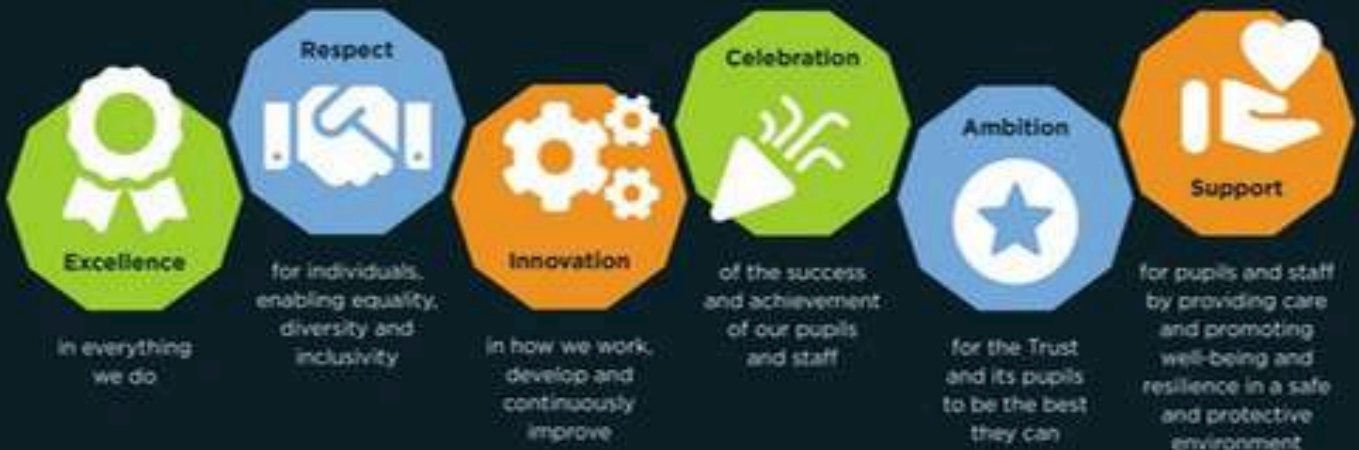 Excellence
in everything
we do
Respect
for individuals,
enabling equality,
diversity and
inclusivity
Innovation
in how we work,
develop and
continuously
improve
Celebration
of the success
and achievement
of our pupils
and staff
Ambition
for the Trust
and its pupils
to be the best
they can
Support
for pupils and staff
by providing care
and promoting
well-being and
resilience in a safe
and protective
environment